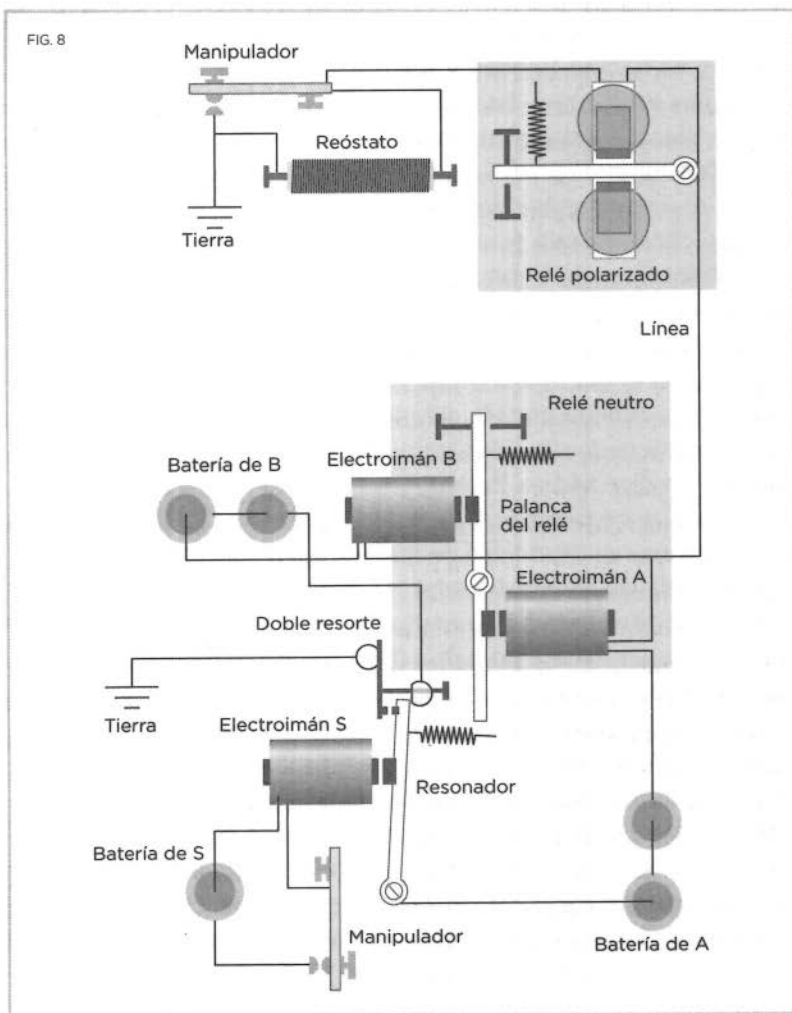 FIG. 8
Manipulador
Reóstato
Tierra
Relé polarizado
Línea
Relé neutro
Batería de B
Electroimán B
Palanca
del relé
Electroimán A
Doble resorte
Tierra
Electroimán S
Resonador
Batería de S
Manipulador
Batería de A